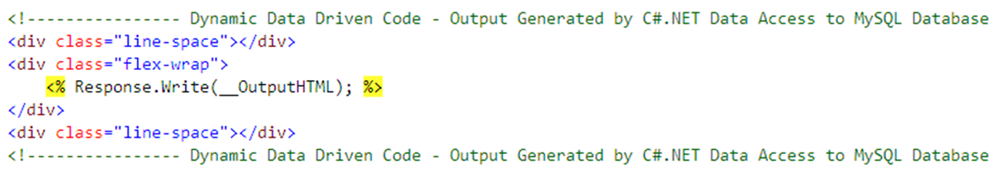 <!---------------- Dynamic Data Driven Code - Output Generated by C#.NET Data Access to MySQL Database
<div class="line-space"></div>
<div class="flex-wrap">
    <% Response.Write(__OutputHTML); %>
</div>
<div class="line-space"></div>
<!---------------- Dynamic Data Driven Code - Output Generated by C#.NET Data Access to MySQL Database